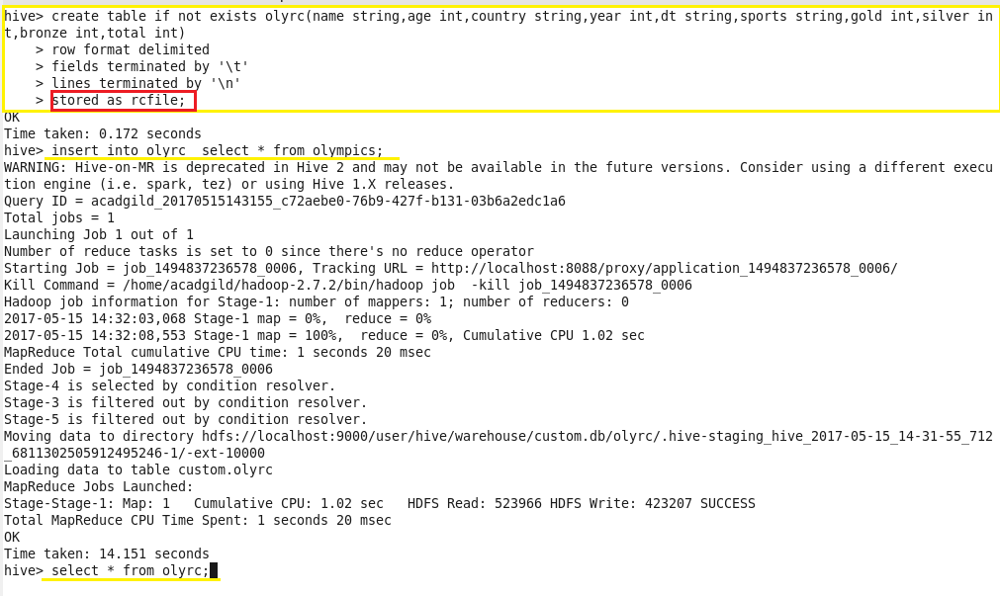 hive> create table if not exists olyrc(name string,age int,country string,year int,dt string,sports string,gold int,silver in
t,bronze int,total int)
    > row format delimited
    > fields terminated by '\t'
    > lines terminated by '\n'
    > stored as rcfile;
OK
Time taken: 0.172 seconds
hive> insert into olyrc  select * from olympics;
WARNING: Hive-on-MR is deprecated in Hive 2 and may not be available in the future versions. Consider using a different execu
tion engine (i.e. spark, tez) or using Hive 1.X releases.
Query ID = acadgild_20170515143155_c72aebe0-76b9-427f-b131-03b6a2edc1a6
Total jobs = 1
Launching Job 1 out of 1
Number of reduce tasks is set to 0 since there's no reduce operator
Starting Job = job_1494837236578_0006, Tracking URL = http://localhost:8088/proxy/application_1494837236578_0006/
Kill Command = /home/acadgild/hadoop-2.7.2/bin/hadoop job  -kill job_1494837236578_0006
Hadoop job information for Stage-1: number of mappers: 1; number of reducers: 0
2017-05-15 14:32:03,068 Stage-1 map = 0%,  reduce = 0%
2017-05-15 14:32:08,553 Stage-1 map = 100%,  reduce = 0%, Cumulative CPU 1.02 sec
MapReduce Total cumulative CPU time: 1 seconds 20 msec
Ended Job = job_1494837236578_0006
Stage-4 is selected by condition resolver.
Stage-3 is filtered out by condition resolver.
Stage-5 is filtered out by condition resolver.
Moving data to directory hdfs://localhost:9000/user/hive/warehouse/custom.db/olyrc/.hive-staging_hive_2017-05-15_14-31-55_712
_6811302505912495246-1/-ext-10000
Loading data to table custom.olyrc
MapReduce Jobs Launched:
Stage-Stage-1: Map: 1   Cumulative CPU: 1.02 sec   HDFS Read: 523966 HDFS Write: 423207 SUCCESS
Total MapReduce CPU Time Spent: 1 seconds 20 msec
OK
Time taken: 14.151 seconds
hive> select * from olyrc;